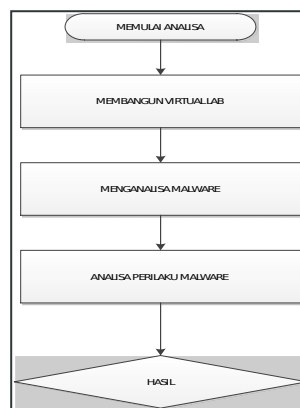 MEMULAI ANALISA
MEMBANGUN VIRTUAL LAB
MENGANALISA MALWARE
ANALISA PERILAKU MALWARE
HASIL